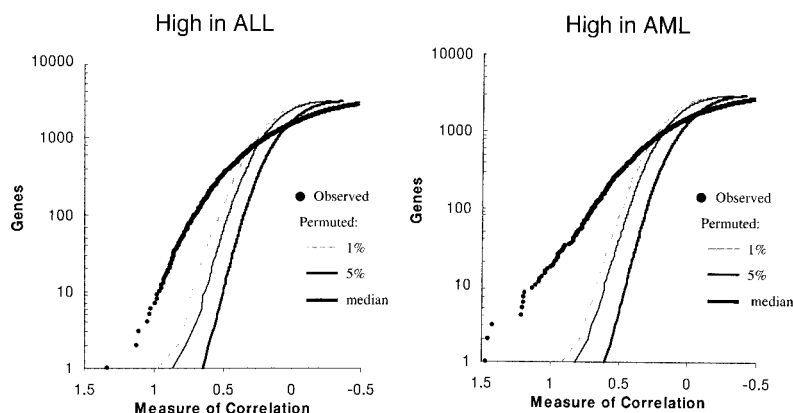 High in ALL
10000
1000
100
10
1
1.5 1 0.5 0 -0.5
Genes
Measure of Correlation
Observed
Permuted:
1%
5%
median
High in AML
10000
1000
100
10
1
1.5 1 0.5 0 -0.5
Genes
Measure of Correlation
Observed
Permuted:
1%
5%
median